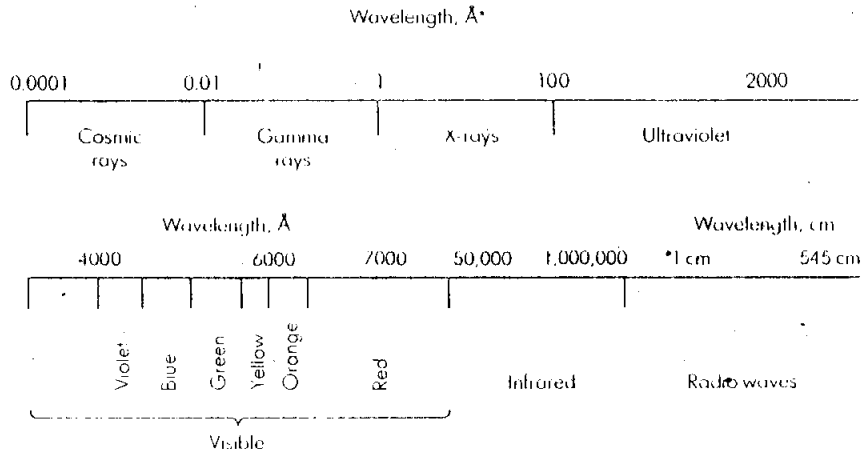 Wavelength, Å*
0.0001 0.01 1 100 2000
Cosmic rays Gamma rays X-rays Ultraviolet
Wavelength, Å Wavelength, cm
4000 6000 7000 50,000 1,000,000 1 cm 545 cm
Violet Blue Green Yellow Orange Red Infrared Radio waves
Visible